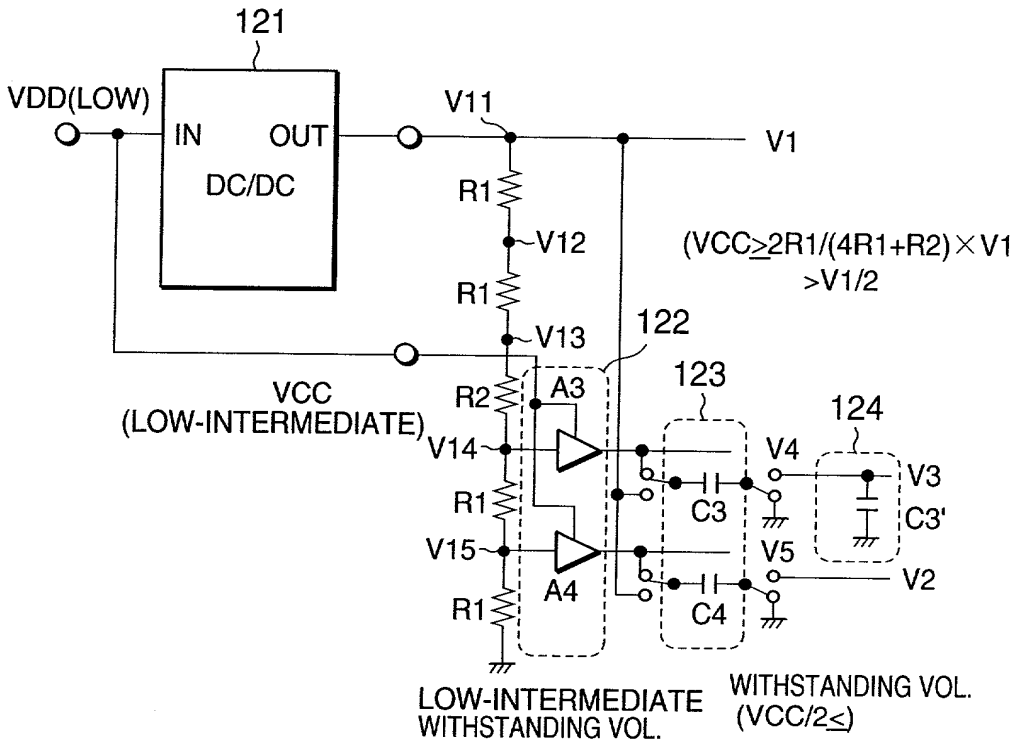 121
VDD(LOW)
IN
OUT
DC/DC
V11
V1
R1
V12
(VCC≥2R1/(4R1+R2)×V1
>V1/2
R1
V13
122
VCC
(LOW-INTERMEDIATE)
R2
A3
123
124
V14
V4
V3
R1
C3
C3'
V15
V5
A4
V2
R1
C4
LOW-INTERMEDIATE
WITHSTANDING VOL.
WITHSTANDING VOL.
(VCC/2≤)